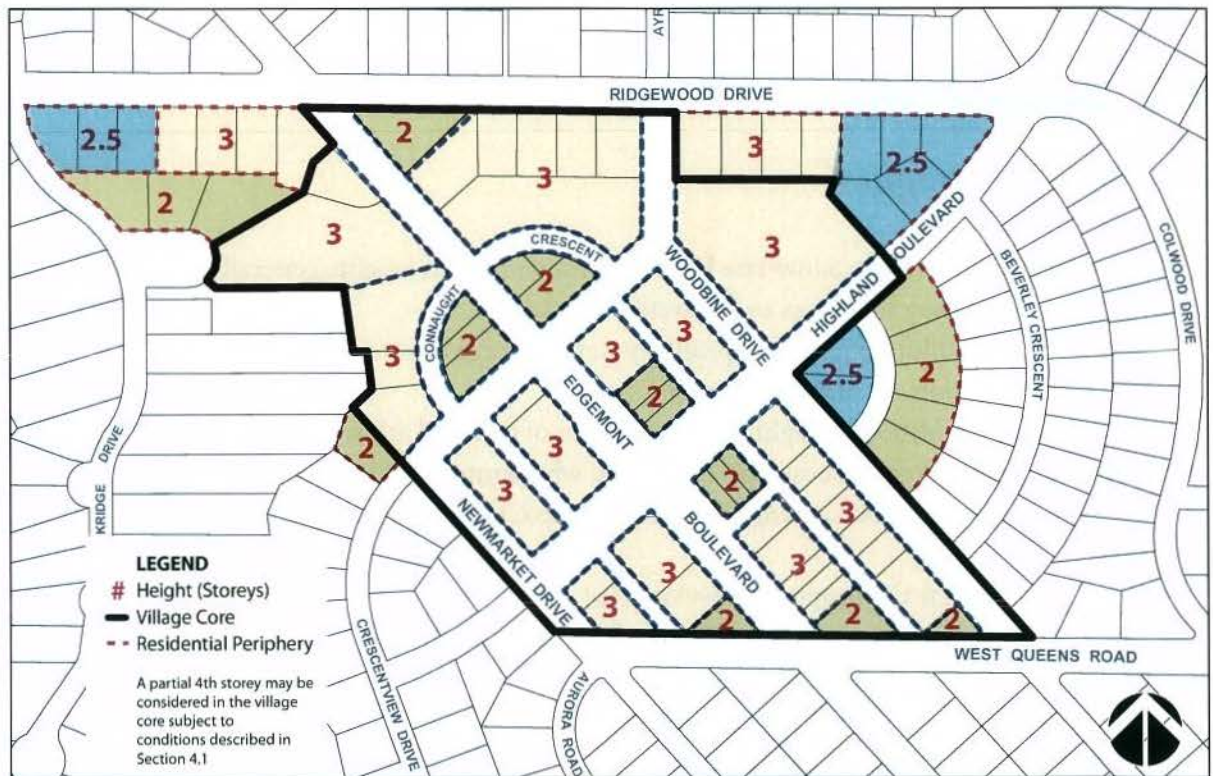 AYR
RIDGEWOOD DRIVE
2.5
3
2
3
2.5
2
3
3
3
2
CRESCENT
CONNAUGHT
2
2
3
WOODBINE DRIVE
HIGHLAND BOULEVARD
BEVERLEY CRESCENT
COLWOOD DRIVE
3
3
2
2.5
2
EDGEMONT
BOULEVARD
2
3
3
2
3
3
3
3
2
2
2
NEWMARKET DRIVE
KRIDGE DRIVE
CRESCENTVIEW DRIVE
AURORA ROAD
WEST QUEENS ROAD
LEGEND
# Height (Storeys)
Village Core
Residential Periphery
A partial 4th storey may be
considered in the village
core subject to
conditions described in
Section 4.1